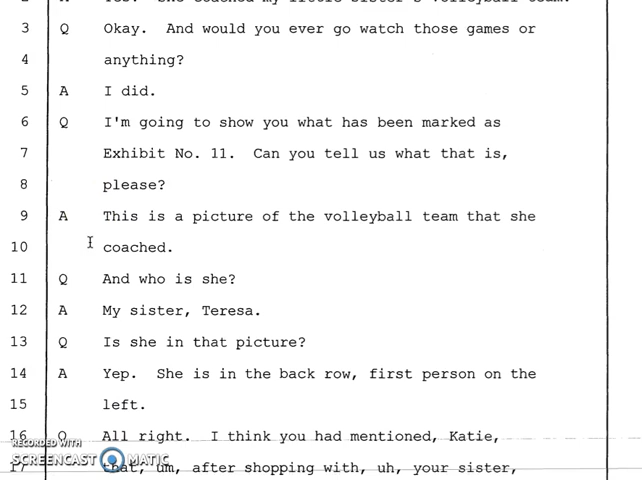 2 A Yes. She coached my little sister's volleyball team.
3 Q Okay. And would you ever go watch those games or
4 anything?
5 A I did.
6 Q I'm going to show you what has been marked as
7 Exhibit No. 11. Can you tell us what that is,
8 please?
9 A This is a picture of the volleyball team that she
10 coached.
11 Q And who is she?
12 A My sister, Teresa.
13 Q Is she in that picture?
14 A Yep. She is in the back row, first person on the
15 left.
16 Q All right. I think you had mentioned, Katie,
RECORDED WITH
17 that, um, after shopping with, uh, your sister,
SCREENCAST MATIC